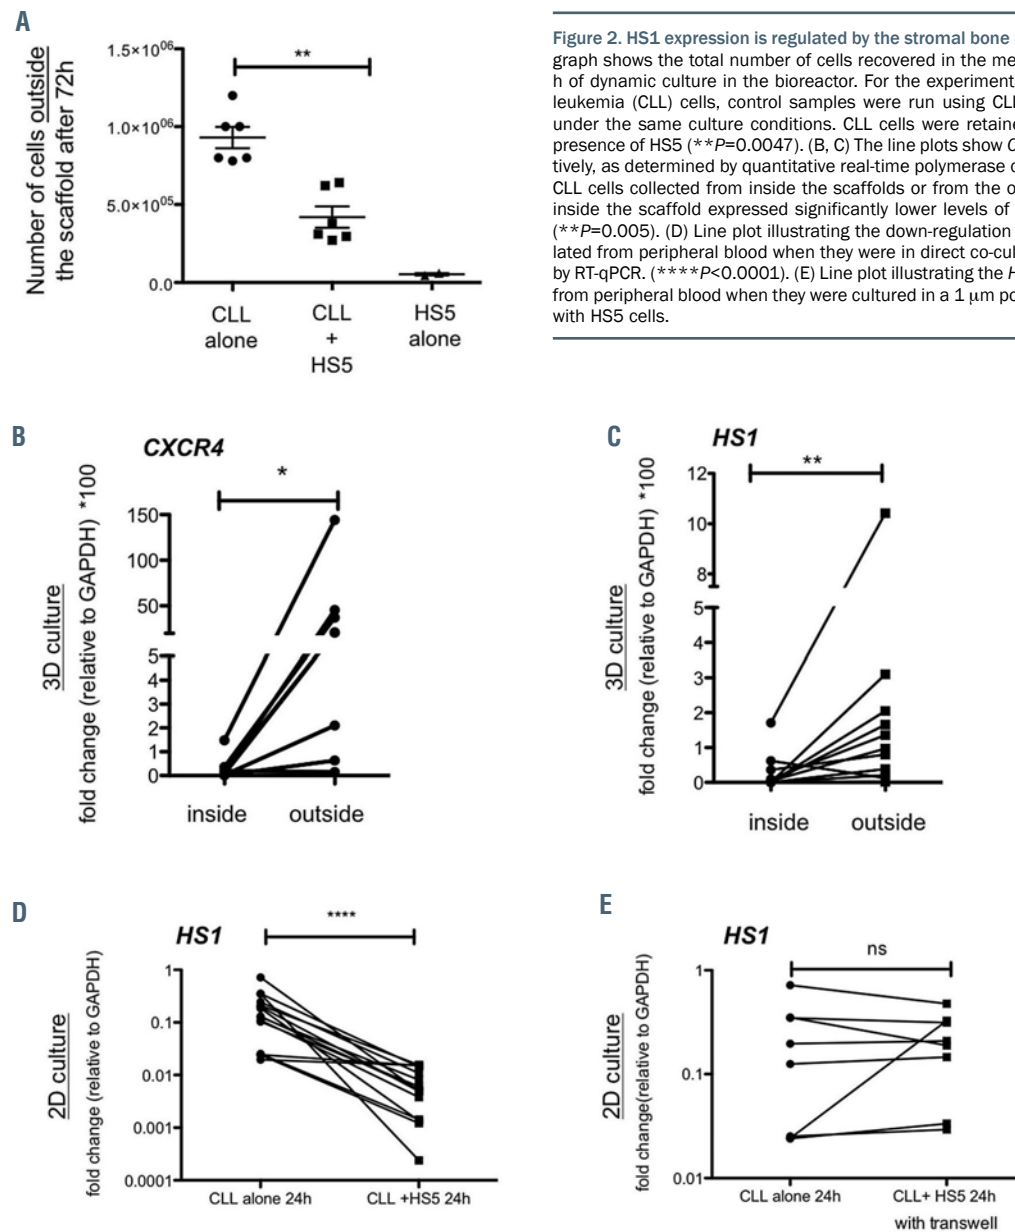 A
Number of cells outside
the scaffold after 72h
1.5×10⁰⁶
1.0×10⁰⁶
5.0×10⁰⁵
0.0
**
CLL
alone
CLL
+
HS5
HS5
alone
Figure 2. HS1 expression is regulated by the stromal bone
graph shows the total number of cells recovered in the me
h of dynamic culture in the bioreactor. For the experiment
leukemia (CLL) cells, control samples were run using CLL
under the same culture conditions. CLL cells were retaine
presence of HS5 (**P=0.0047). (B, C) The line plots show C
tively, as determined by quantitative real-time polymerase c
CLL cells collected from inside the scaffolds or from the o
inside the scaffold expressed significantly lower levels of
(**P=0.005). (D) Line plot illustrating the down-regulation
lated from peripheral blood when they were in direct co-cul
by RT-qPCR. (****P<0.0001). (E) Line plot illustrating the H
from peripheral blood when they were cultured in a 1 μm po
with HS5 cells.
B
CXCR4
*
3D culture
fold change (relative to GAPDH) *100
150
100
50
5
4
3
2
1
0
inside outside
C
HS1
**
3D culture
fold change (relative to GAPDH) *100
12
10
8
5
4
3
2
1
0
inside outside
D
HS1
****
2D culture
fold change (relative to GAPDH)
1
0.1
0.01
0.001
0.0001
CLL alone 24h CLL +HS5 24h
E
HS1
ns
2D culture
fold change(relative to GAPDH)
1
0.1
0.01
CLL alone 24h CLL+ HS5 24h
with transwell